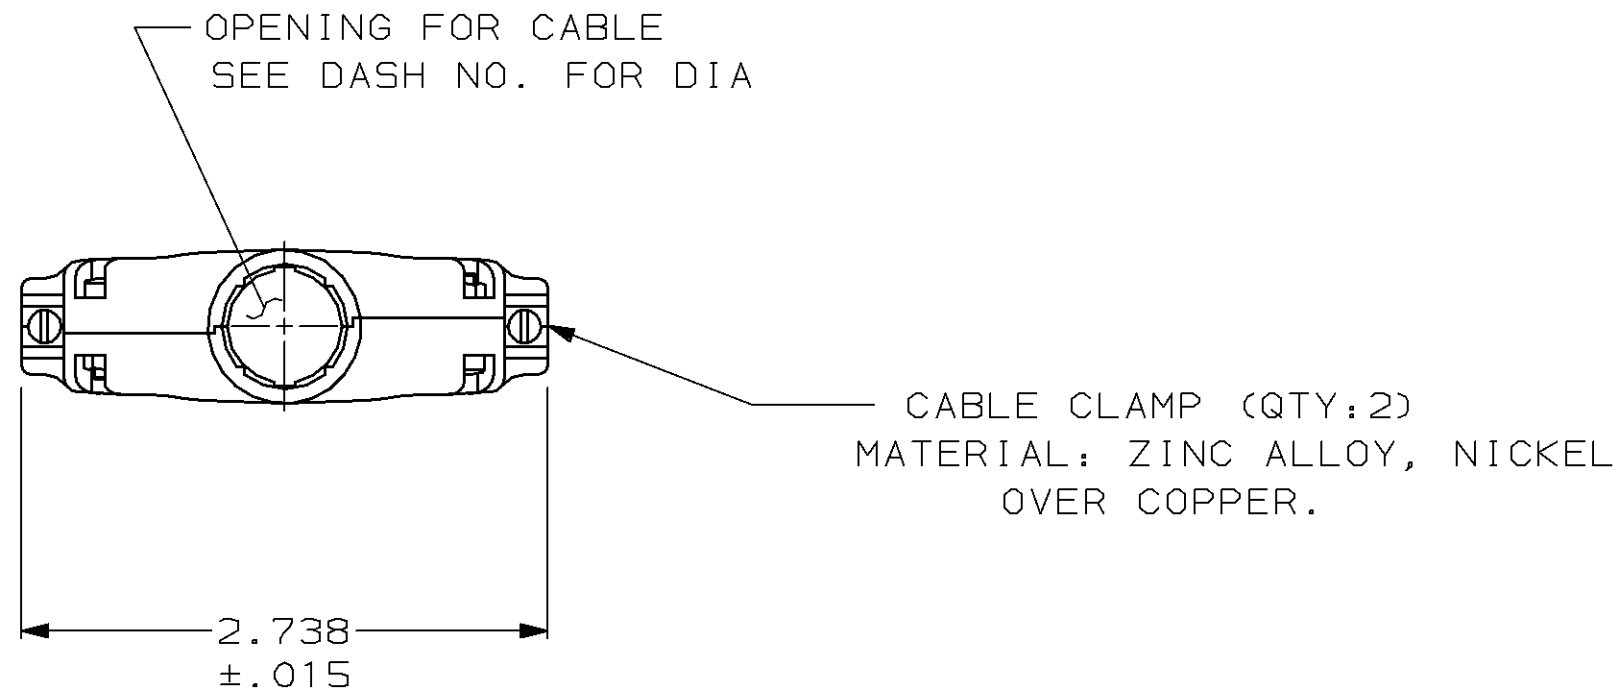 OPENING FOR CABLE
SEE DASH NO. FOR DIA
CABLE CLAMP (QTY:2)
MATERIAL: ZINC ALLOY, NICKEL
OVER COPPER.
2.738
±.015